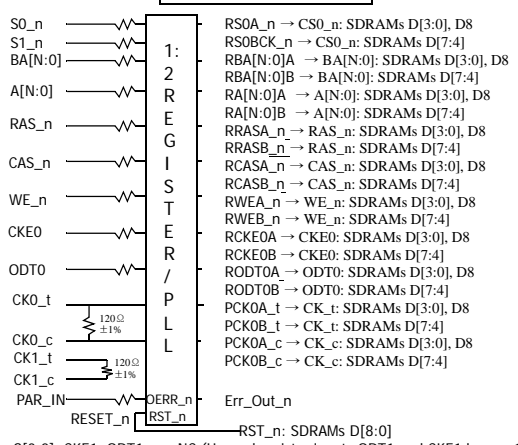 S0_n
S1_n
BA[N:0]
A[N:0]
RAS_n
CAS_n
WE_n
CKE0
ODT0
CK0_t
120Ω
±1%
CK0_c
CK1_t
120Ω
±1%
CK1_c
PAR_IN
RESET_n
1:
2
R
E
G
I
S
T
E
R
/
P
L
L
OERR_n
RST_n
RS0A_n → CS0_n: SDRAMs D[3:0], D8
RS0BCK_n → CS0_n: SDRAMs D[7:4]
RBA[N:0]A → BA[N:0]: SDRAMs D[3:0], D8
RBA[N:0]B → BA[N:0]: SDRAMs D[7:4]
RA[N:0]A → A[N:0]: SDRAMs D[3:0], D8
RA[N:0]B → A[N:0]: SDRAMs D[7:4]
RRASA_n → RAS_n: SDRAMs D[3:0], D8
RRASB_n → RAS_n: SDRAMs D[7:4]
RCASA_n → CAS_n: SDRAMs D[3:0], D8
RCASB_n → CAS_n: SDRAMs D[7:4]
RWEA_n → WE_n: SDRAMs D[3:0], D8
RWEB_n → WE_n: SDRAMs D[7:4]
RCKE0A → CKE0: SDRAMs D[3:0], D8
RCKE0B → CKE0: SDRAMs D[7:4]
RODT0A → ODT0: SDRAMs D[3:0], D8
RODT0B → ODT0: SDRAMs D[7:4]
PCK0A_t → CK_t: SDRAMs D[3:0], D8
PCK0B_t → CK_t: SDRAMs D[7:4]
PCK0A_c → CK_c: SDRAMs D[3:0], D8
PCK0B_c → CK_c: SDRAMs D[7:4]
Err_Out_n
RST_n: SDRAMs D[8:0]